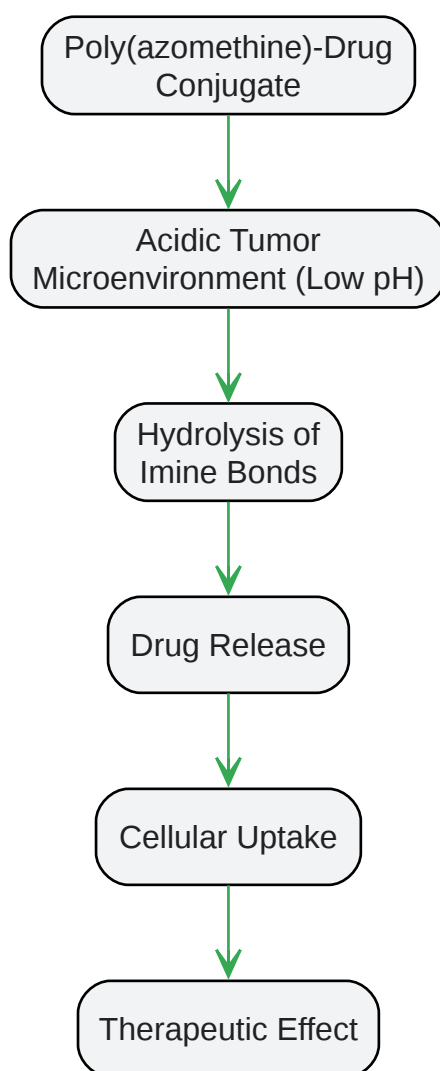 Poly(azomethine)-Drug
Conjugate
Acidic Tumor
Microenvironment (Low pH)
Hydrolysis of
Imine Bonds
Drug Release
Cellular Uptake
Therapeutic Effect